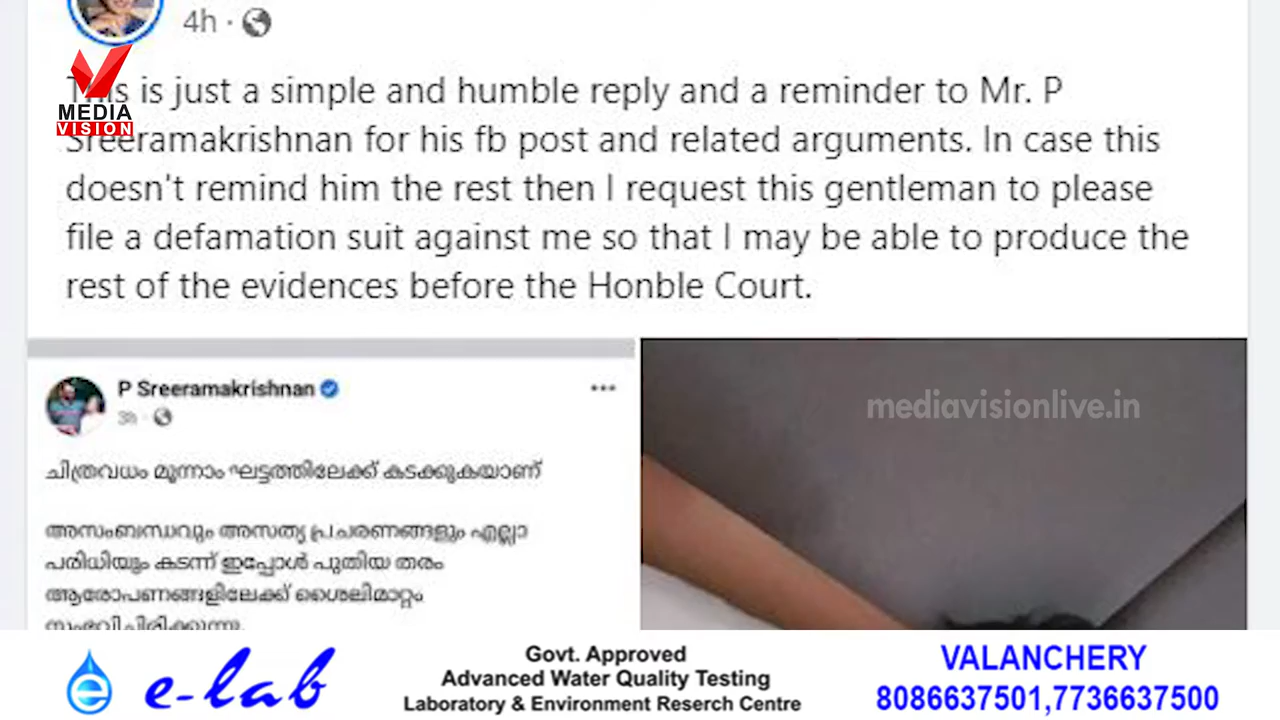 4h ·
This is just a simple and humble reply and a reminder to Mr. P
Sreeramakrishnan for his fb post and related arguments. In case this
doesn't remind him the rest then I request this gentleman to please
file a defamation suit against me so that I may be able to produce the
rest of the evidences before the Honble Court.
MEDIA
VISION
P Sreeramakrishnan
3h ·
ചിത്രവധം മൂന്നാം ഘട്ടത്തിലേക്ക് കടക്കുകയാണ്
അസംബന്ധവും അസത്യ പ്രചരണങ്ങളും എല്ലാ
പരിധിയും കടന്ന് ഇപ്പോൾ പുതിയ തരം
ആരോപണങ്ങളിലേക്ക് ശൈലിമാറ്റം
സംഭവിച്ചിരിക്കുന്നു.
mediavisionlive.in
e-lab
Govt. Approved
Advanced Water Quality Testing
Laboratory & Environment Reserch Centre
VALANCHERY
8086637501,7736637500